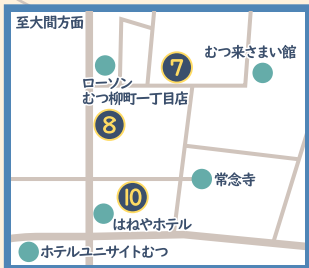 至大間方面
むつ来さまい館
7
ローソン
むつ柳町一丁目店
8
常念寺
10
はねやホテル
ホテルユニサイトむつ